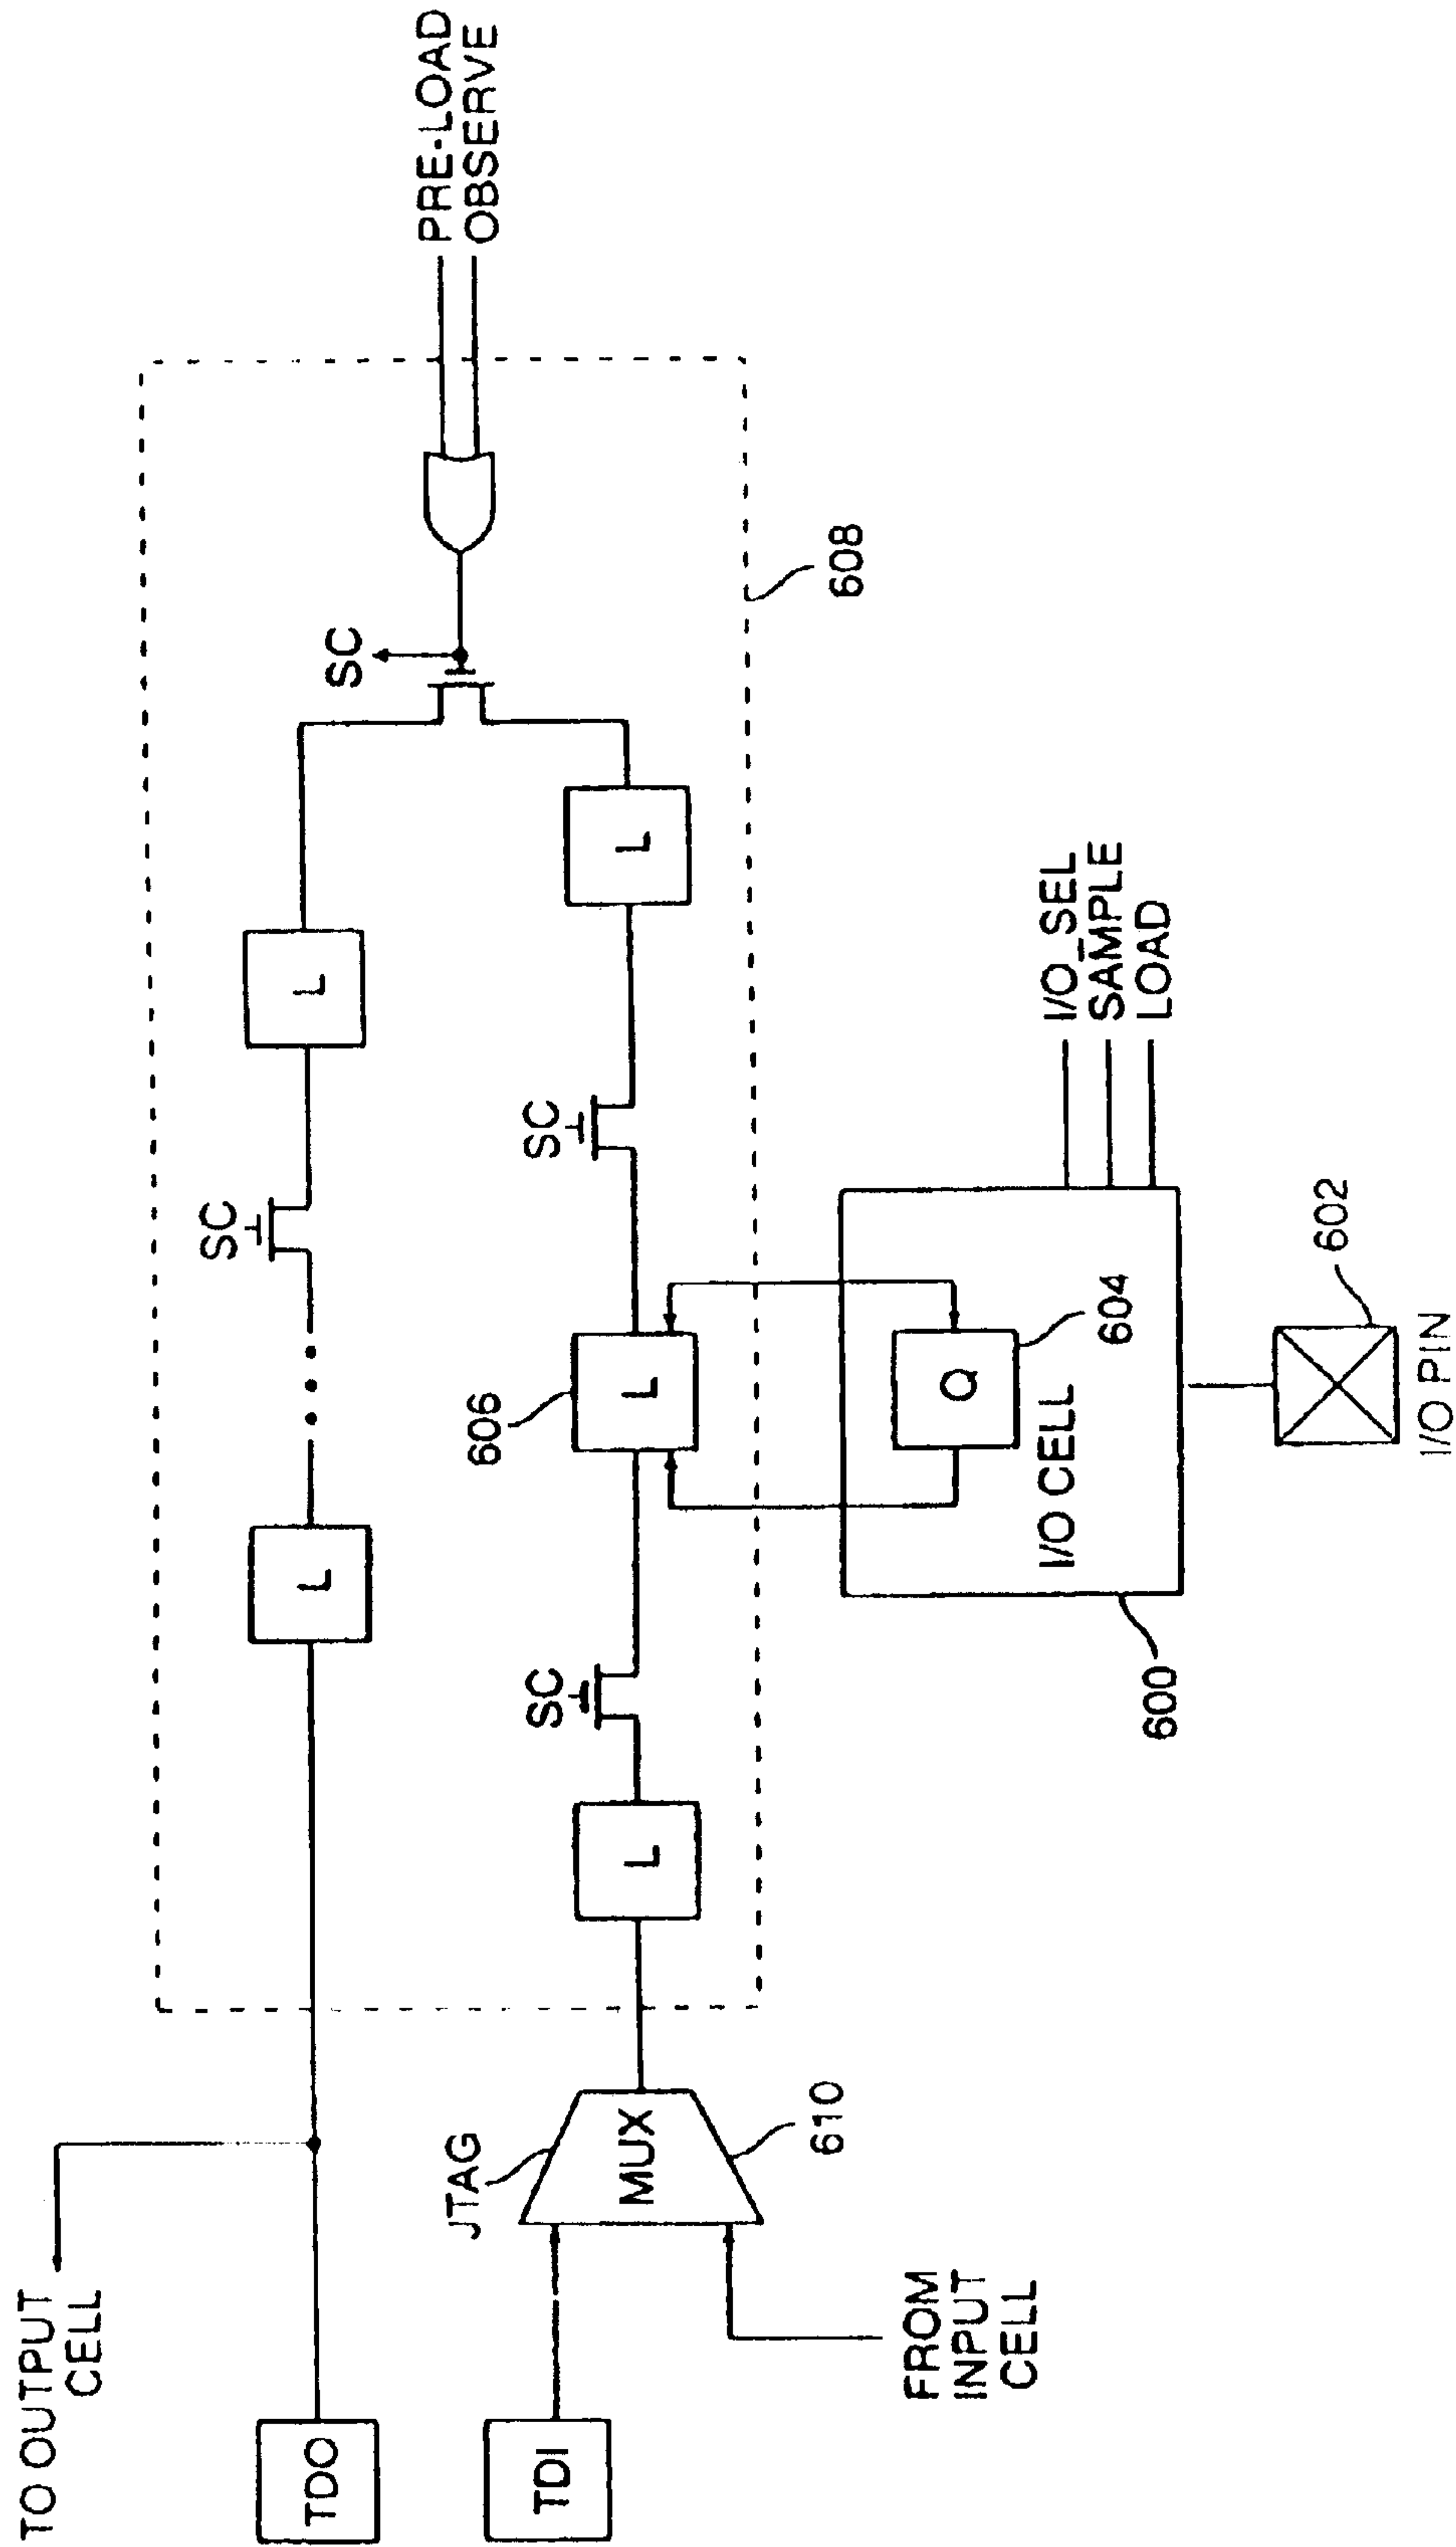 TO OUTPUT
CELL
TDO
L
SC
L
SC
PRE-LOAD
OBSERVE
TDI
JTAG
MUX
610
L
SC
606
L
SC
L
608
FROM
INPUT
CELL
Q
604
I/O CELL
600
I/O_SEL
SAMPLE
LOAD
602
I/O PIN